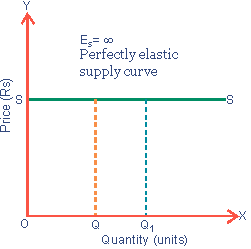 Y
Eₛ= ∞
Perfectly elastic
supply curve
Price (Rs)
S S
O Q Q₁ X
Quantity (units)